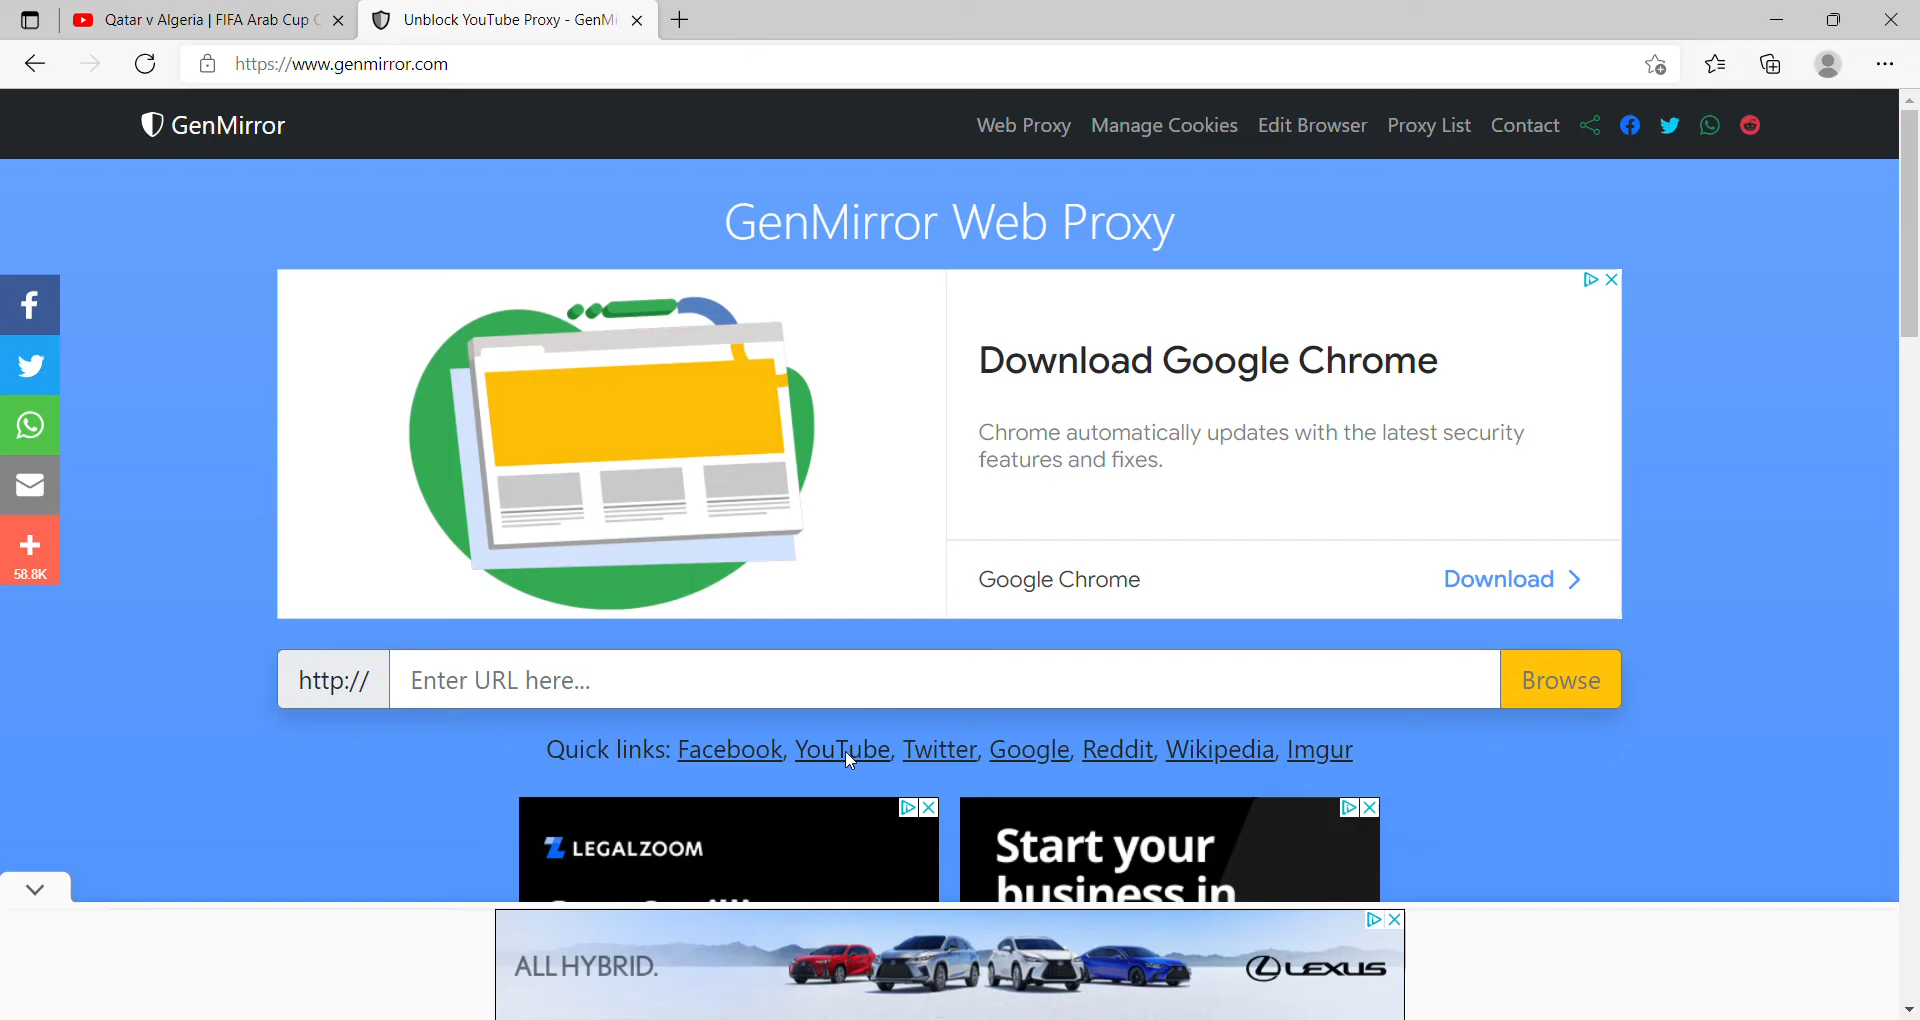 Qatar v Algeria | FIFA Arab Cup
Unblock YouTube Proxy - GenMi
https://www.genmirror.com
GenMirror
Web Proxy Manage Cookies Edit Browser Proxy List Contact
GenMirror Web Proxy
Download Google Chrome
Chrome automatically updates with the latest security
features and fixes.
Google Chrome
Download
58.8K
http://
Enter URL here...
Browse
Quick links: Facebook, YouTube, Twitter, Google, Reddit, Wikipedia, Imgur
LEGALZOOM
Start your
business in
ALL HYBRID.
LEXUS